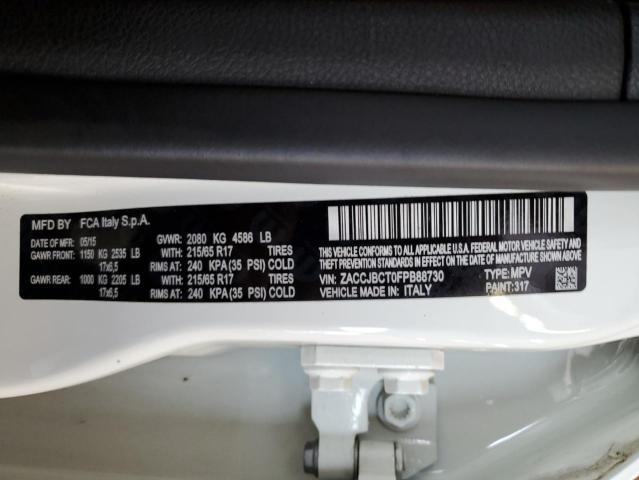 MFD BY FCA Italy S.p.A.
DATE OF MFR: 05/15 GVWR: 2080 KG 4586 LB
GAWR FRONT: 1150 KG 2535 LB WITH 215/65 R17 TIRES
17x6,5 RIMS AT: 240 KPA(35 PSI) COLD
GAWR REAR: 1000 KG 2205 LB WITH 215/65 R17 TIRES
17x6,5 RIMS AT: 240 KPA(35 PSI) COLD
THIS VEHICLE CONFORMS TO ALL APPLICABLE U.S.A. FEDERAL MOTOR
VEHICLE SAFETY, BUMPER, AND THEFT
PREVENTION STANDARDS IN EFFECT ON THE DATE OF MANUFACTURE SHOWN ABOVE.
VIN: ZACCJBCT0FPB88730 TYPE: MPV
VEHICLE MADE IN: ITALY PAINT:317